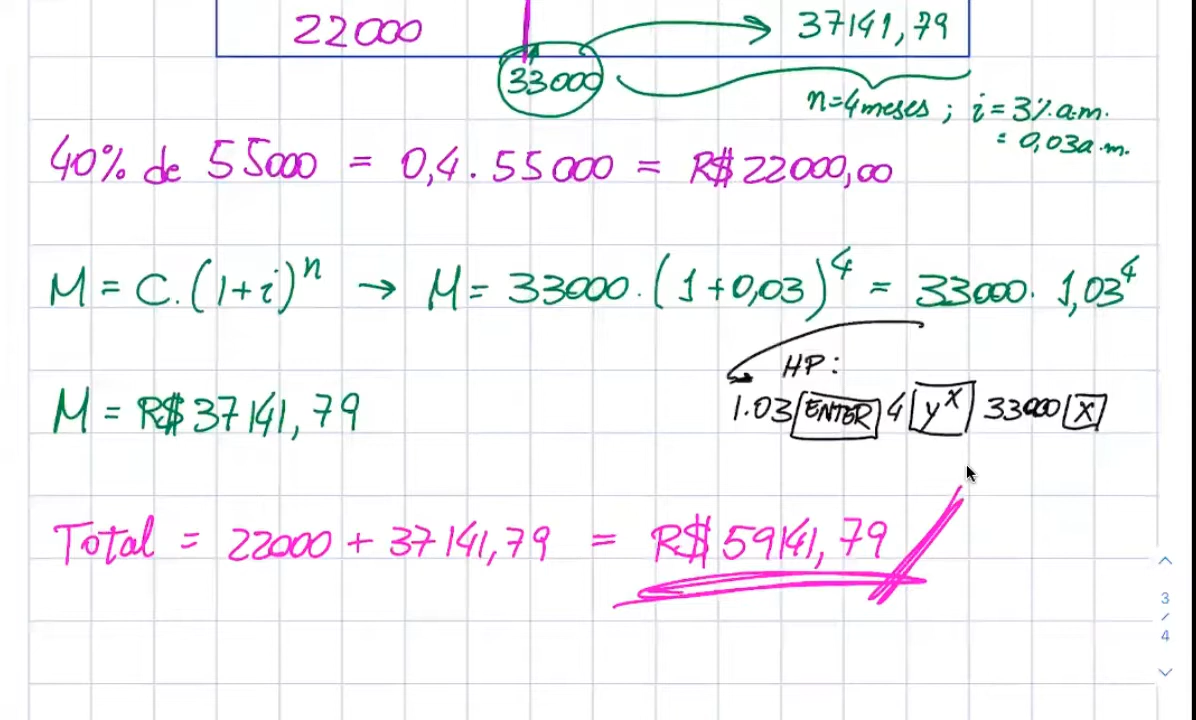 22000 37141,79
33000
n=4meses ; i = 3% a.m.
= 0,03a.m.
40% de 55000 = 0,4 . 55000 = R$ 22000,00
M = C.(1+i)^n → M = 33000.(1+0,03)^4 = 33000. 1,03^4
HP:
1.03 ENTER 4 y^x 33000 X
M = R$ 37141,79
Total = 22000 + 37141,79 = R$ 59141,79
3
/
4